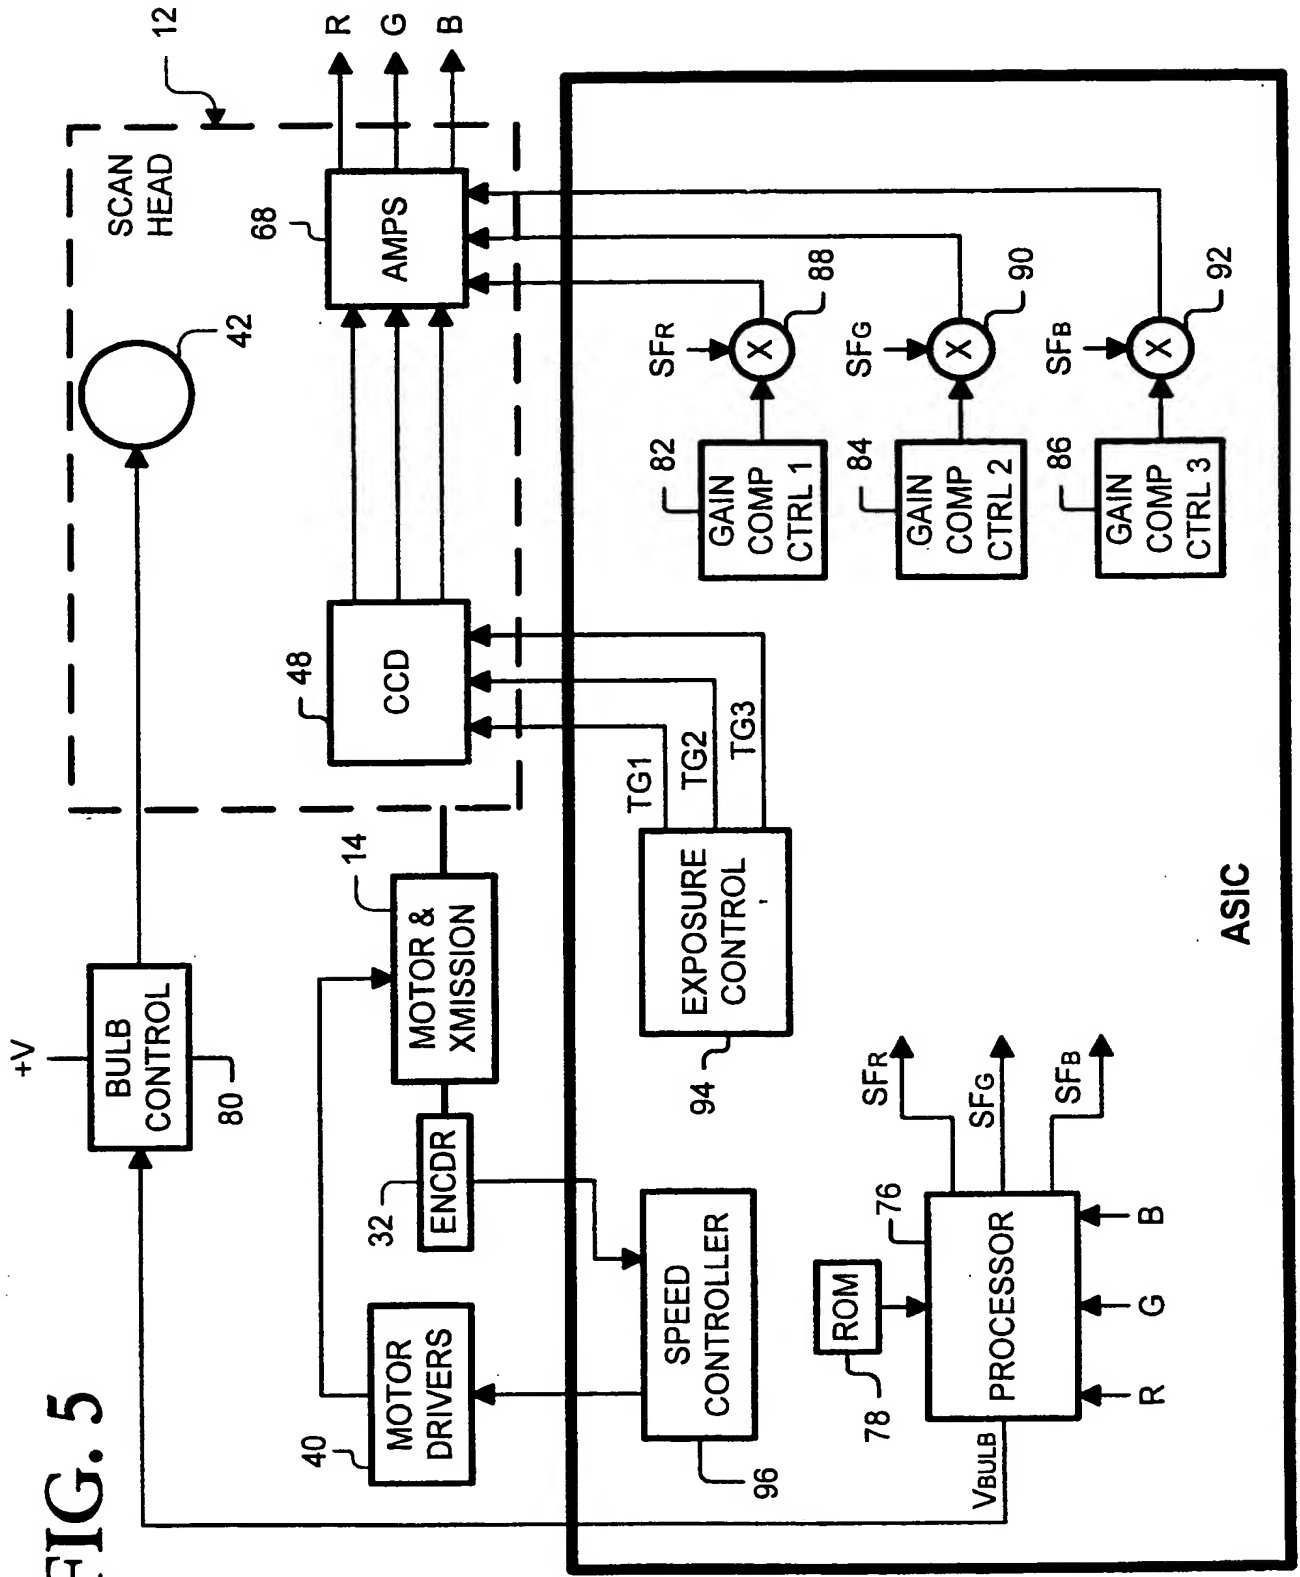 FIG. 5
+V
BULB
CONTROL
80
42
SCAN
HEAD
12
R
G
B
68
AMPS
48
CCD
14
MOTOR &
XMISSION
32
ENCDR
40
MOTOR
DRIVERS
TG1
TG2
TG3
EXPOSURE
CONTROL
94
SPEED
CONTROLLER
96
82
GAIN
COMP
CTRL 1
SFR
X
88
84
GAIN
COMP
CTRL 2
SFG
X
90
86
GAIN
COMP
CTRL 3
SFB
X
92
78
ROM
76
PROCESSOR
VBULB
R
G
B
SFR
SFG
SFB
ASIC